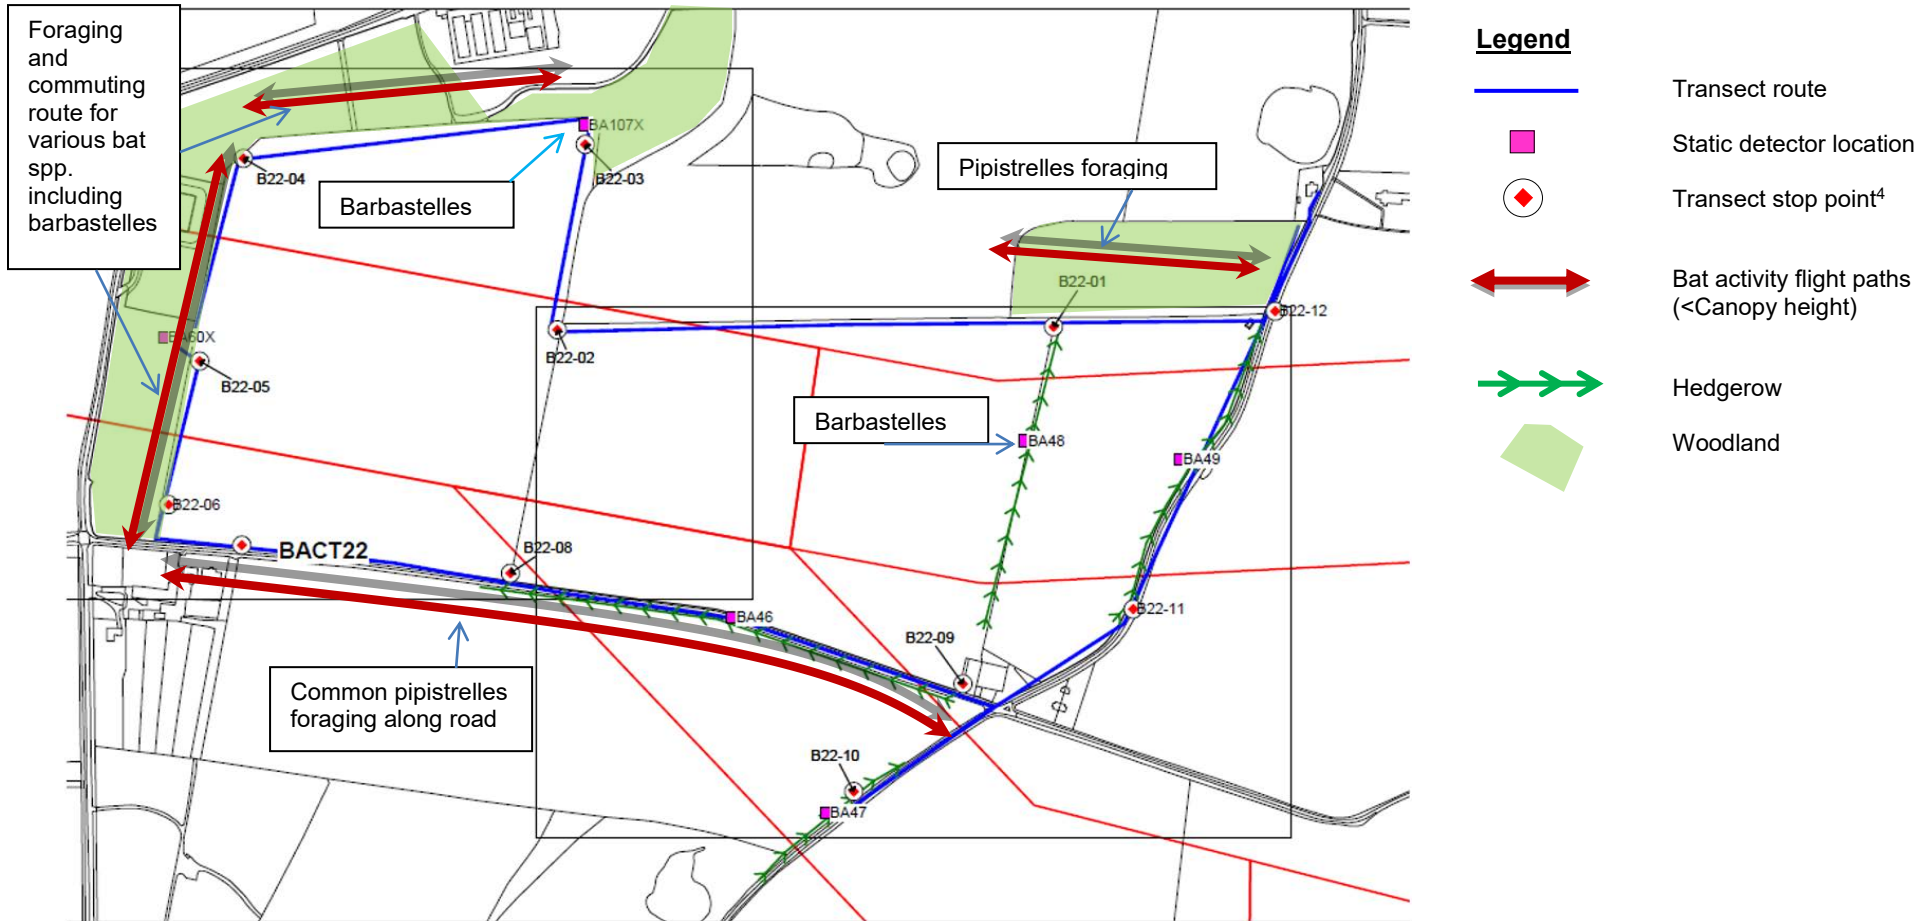 Foraging
and
commuting
route for
various bat
spp.
including
barbastelles
BA107X
B22-03
B22-04
Barbastelles
Pipistrelles foraging
B22-01
B22-12
BA60X
B22-05
B22-02
Barbastelles
BA48
BA49
B22-06
BACT22
B22-08
BA46
B22-09
B22-11
Common pipistrelles
foraging along road
B22-10
BA47
Legend
Transect route
Static detector location
Transect stop point4
Bat activity flight paths
(<Canopy height)
Hedgerow
Woodland